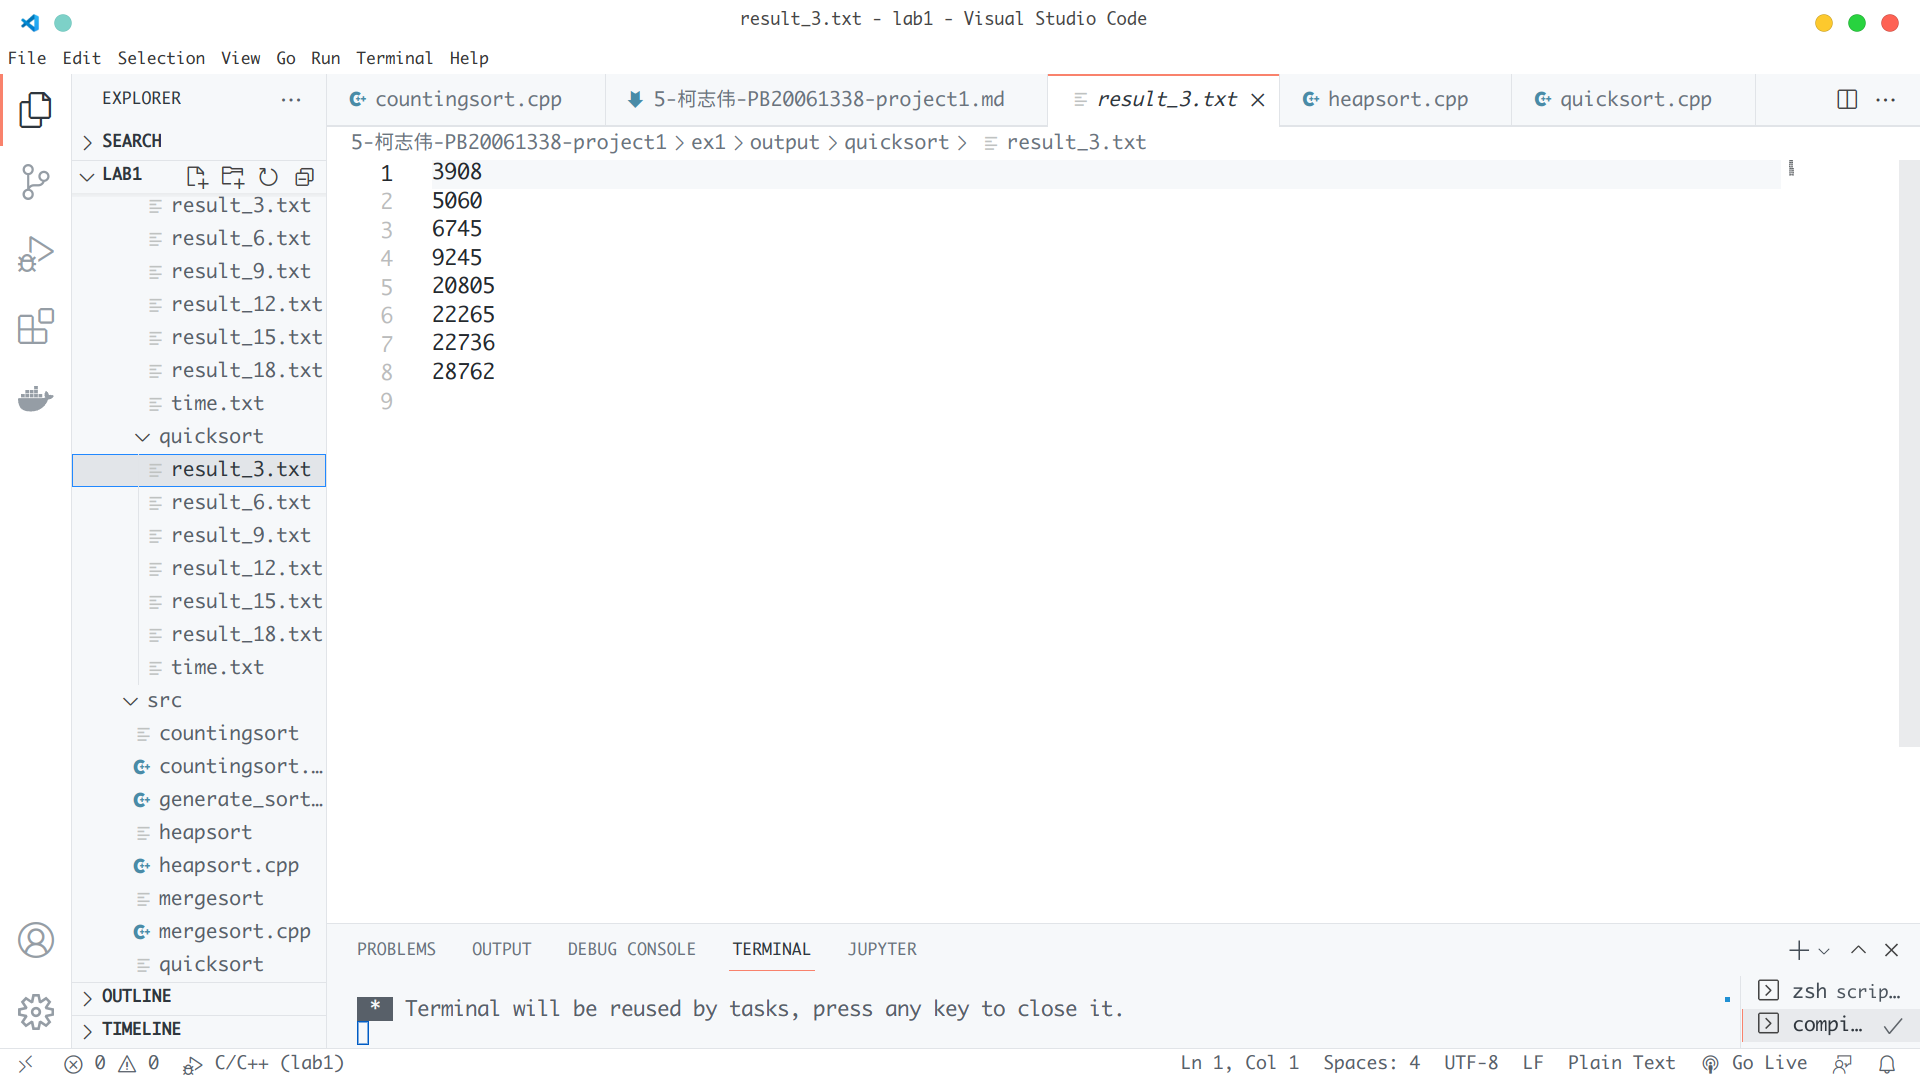 result_3.txt - lab1 - Visual Studio Code
File Edit Selection View Go Run Terminal Help
EXPLORER
SEARCH
LAB1
result_3.txt
result_6.txt
result_9.txt
result_12.txt
result_15.txt
result_18.txt
time.txt
quicksort
result_3.txt
result_6.txt
result_9.txt
result_12.txt
result_15.txt
result_18.txt
time.txt
src
countingsort
countingsort.…
generate_sort…
heapsort
heapsort.cpp
mergesort
mergesort.cpp
quicksort
OUTLINE
TIMELINE
countingsort.cpp 5-柯志伟-PB20061338-project1.md result_3.txt heapsort.cpp quicksort.cpp
5-柯志伟-PB20061338-project1 > ex1 > output > quicksort > result_3.txt
1 3908
2 5060
3 6745
4 9245
5 20805
6 22265
7 22736
8 28762
9
PROBLEMS OUTPUT DEBUG CONSOLE TERMINAL JUPYTER
* Terminal will be reused by tasks, press any key to close it.
zsh scrip…
compi…
0 0 C/C++ (lab1) Ln 1, Col 1 Spaces: 4 UTF-8 LF Plain Text Go Live